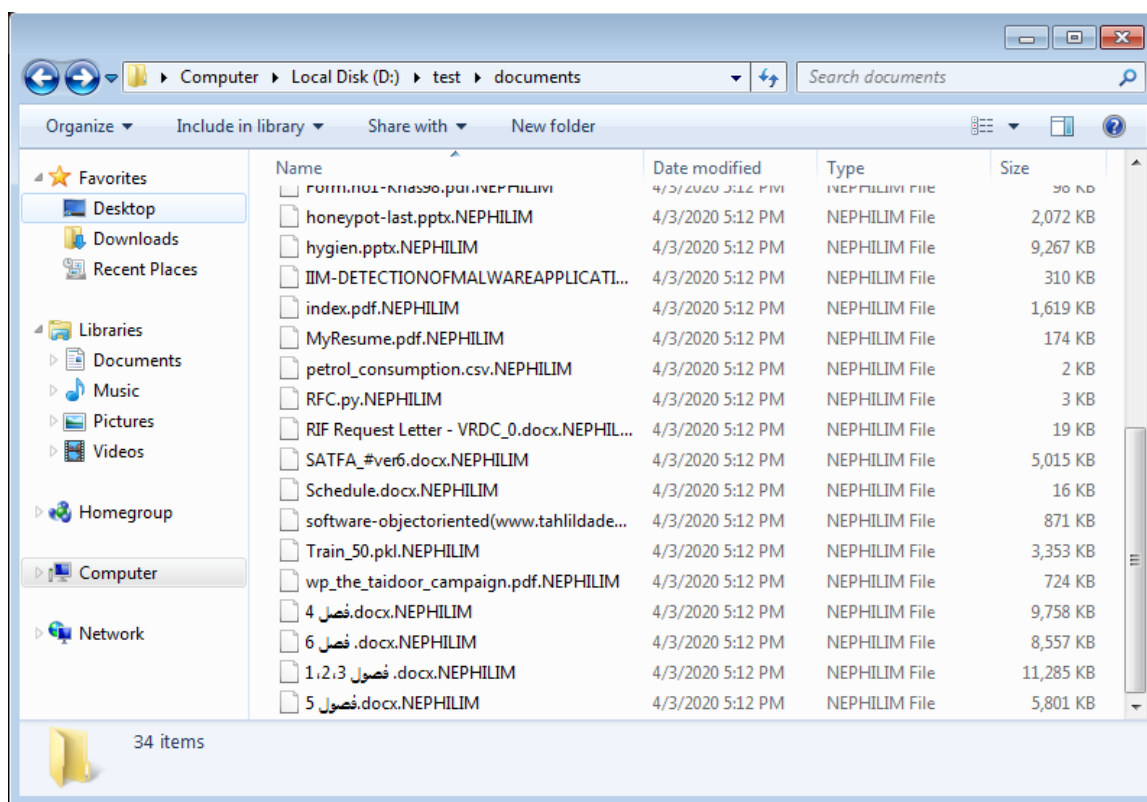 Computer ▸ Local Disk (D:) ▸ test ▸ documents
Search documents
Organize Include in library Share with New folder
Favorites
Desktop
Downloads
Recent Places
Libraries
Documents
Music
Pictures
Videos
Homegroup
Computer
Network
Name Date modified Type Size
4/3/2020 5:12 PM NEPHILIM File 98 KB
honeypot-last.pptx.NEPHILIM 4/3/2020 5:12 PM NEPHILIM File 2,072 KB
hygien.pptx.NEPHILIM 4/3/2020 5:12 PM NEPHILIM File 9,267 KB
IIM-DETECTIONOFMALWAREAPPLICATI... 4/3/2020 5:12 PM NEPHILIM File 310 KB
index.pdf.NEPHILIM 4/3/2020 5:12 PM NEPHILIM File 1,619 KB
MyResume.pdf.NEPHILIM 4/3/2020 5:12 PM NEPHILIM File 174 KB
petrol_consumption.csv.NEPHILIM 4/3/2020 5:12 PM NEPHILIM File 2 KB
RFC.py.NEPHILIM 4/3/2020 5:12 PM NEPHILIM File 3 KB
RIF Request Letter - VRDC_0.docx.NEPHIL... 4/3/2020 5:12 PM NEPHILIM File 19 KB
SATFA_#ver6.docx.NEPHILIM 4/3/2020 5:12 PM NEPHILIM File 5,015 KB
Schedule.docx.NEPHILIM 4/3/2020 5:12 PM NEPHILIM File 16 KB
software-objectoriented(www.tahlildade... 4/3/2020 5:12 PM NEPHILIM File 871 KB
Train_50.pkl.NEPHILIM 4/3/2020 5:12 PM NEPHILIM File 3,353 KB
wp_the_taidoor_campaign.pdf.NEPHILIM 4/3/2020 5:12 PM NEPHILIM File 724 KB
فصل 4.docx.NEPHILIM 4/3/2020 5:12 PM NEPHILIM File 9,758 KB
فصل 6 .docx.NEPHILIM 4/3/2020 5:12 PM NEPHILIM File 8,557 KB
فصول 1،2،3 .docx.NEPHILIM 4/3/2020 5:12 PM NEPHILIM File 11,285 KB
فصول 5.docx.NEPHILIM 4/3/2020 5:12 PM NEPHILIM File 5,801 KB
34 items